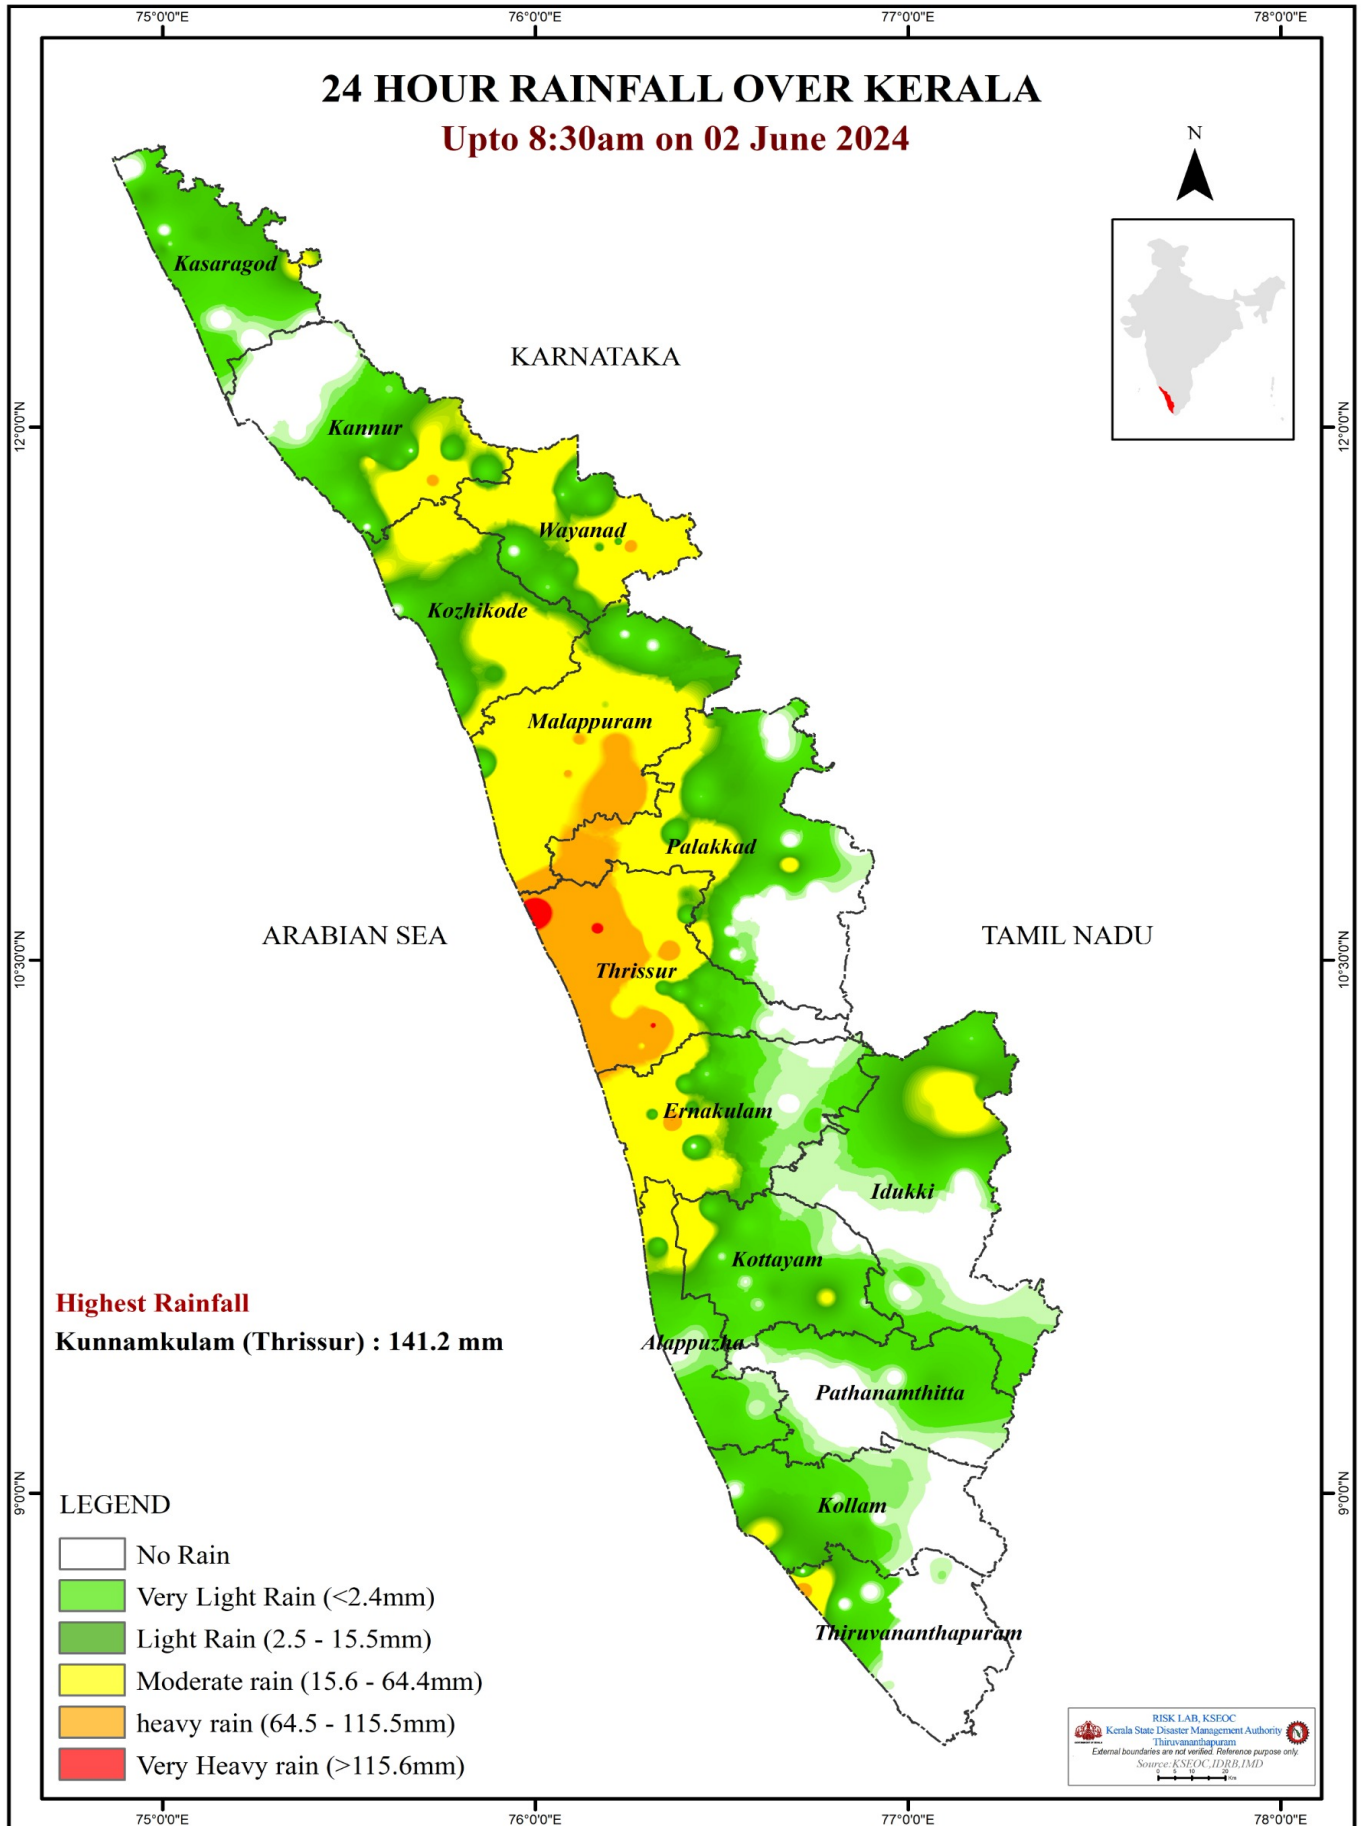 75°0'0"E 76°0'0"E 77°0'0"E 78°0'0"E
24 HOUR RAINFALL OVER KERALA
Upto 8:30am on 02 June 2024
N
Kasaragod
KARNATAKA
12°0'0"N
12°0'0"N
Kannur
Wayanad
Kozhikode
Malappuram
Palakkad
ARABIAN SEA
TAMIL NADU
10°30'0"N
10°30'0"N
Thrissur
Ernakulam
Idukki
Kottayam
Highest Rainfall
Kunnamkulam (Thrissur) : 141.2 mm
Alappuzha
Pathanamthitta
9°0'0"N
9°0'0"N
Kollam
Thiruvananthapuram
LEGEND
No Rain
Very Light Rain (<2.4mm)
Light Rain (2.5 - 15.5mm)
Moderate rain (15.6 - 64.4mm)
heavy rain (64.5 - 115.5mm)
Very Heavy rain (>115.6mm)
RISK LAB, KSEOC
Kerala State Disaster Management Authority
Thiruvananthapuram
External boundaries are not verified. Reference purpose only.
Source:KSEOC,IDRB,IMD
0 5 10 20
Km
75°0'0"E 76°0'0"E 77°0'0"E 78°0'0"E